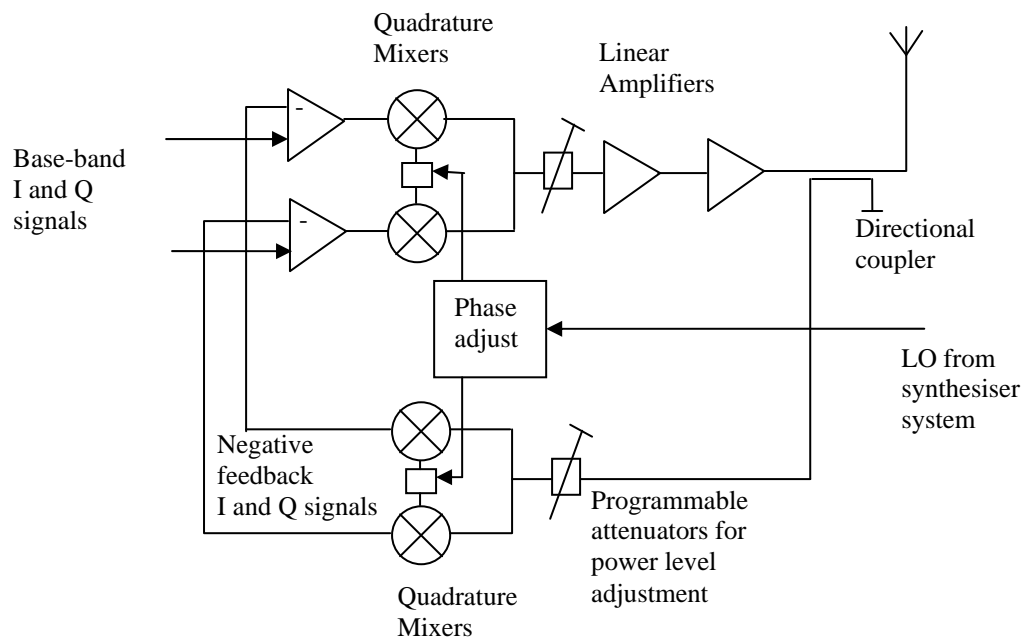 Quadrature
Mixers
Linear
Amplifiers
-
Base-band
I and Q
signals
-
Directional
coupler
Phase
adjust
LO from
synthesiser
system
Negative
feedback
I and Q signals
Programmable
attenuators for
power level
adjustment
Quadrature
Mixers